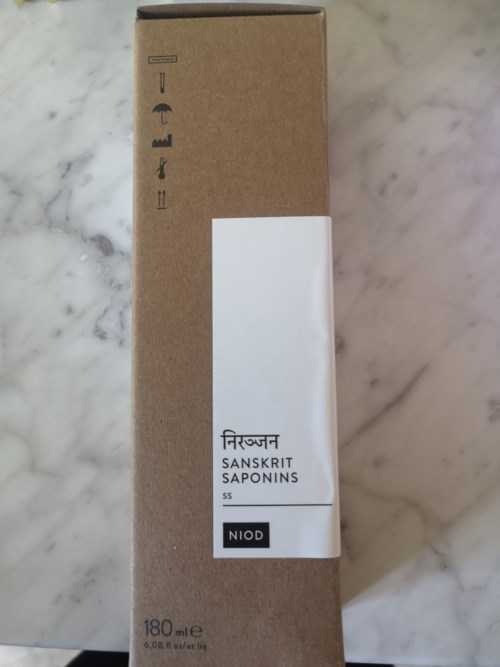 निरञ्जन
SANSKRIT
SAPONINS
SS
NIOD
180 ml e
6.08 fl oz/oz liq